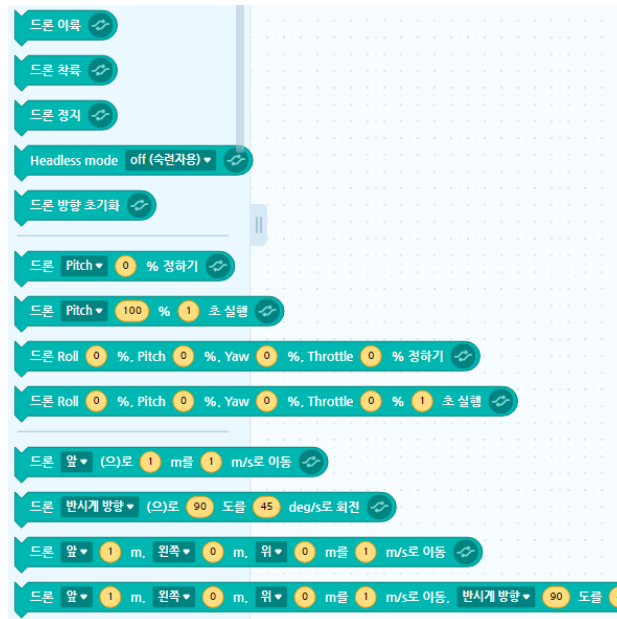 드론 이륙
드론 착륙
드론 정지
Headless mode off (숙련자용)
드론 방향 초기화
드론 Pitch 0 % 정하기
드론 Pitch 100 % 1 초 실행
드론 Roll 0 %, Pitch 0 %, Yaw 0 %, Throttle 0 % 정하기
드론 Roll 0 %, Pitch 0 %, Yaw 0 %, Throttle 0 % 1 초 실행
드론 앞 (으)로 1 m를 1 m/s로 이동
드론 반시계 방향 (으)로 90 도를 45 deg/s로 회전
드론 앞 1 m, 왼쪽 0 m, 위 0 m를 1 m/s로 이동
드론 앞 1 m, 왼쪽 0 m, 위 0 m를 1 m/s로 이동, 반시계 방향 90 도를